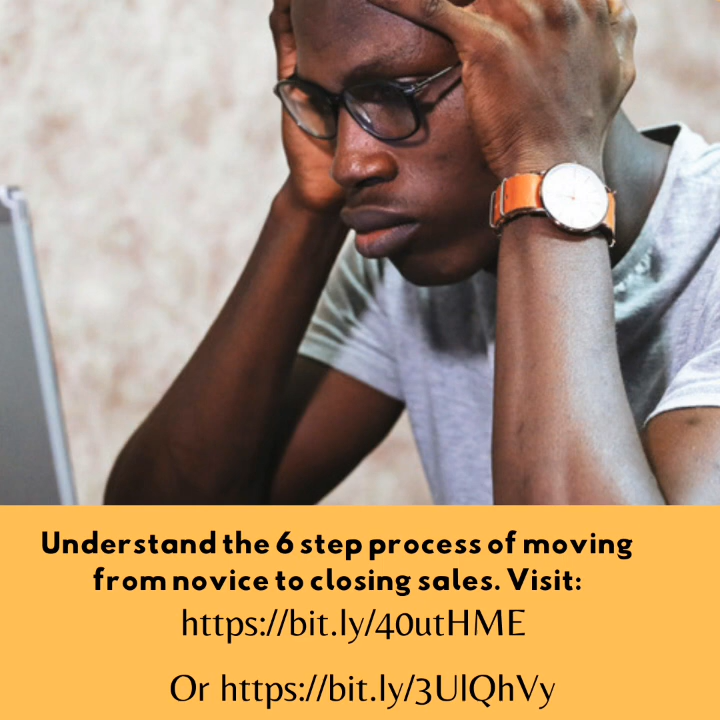 Understand the 6 step process of moving
from novice to closing sales. Visit:
https://bit.ly/40utHME
Or https://bit.ly/3UlQhVy